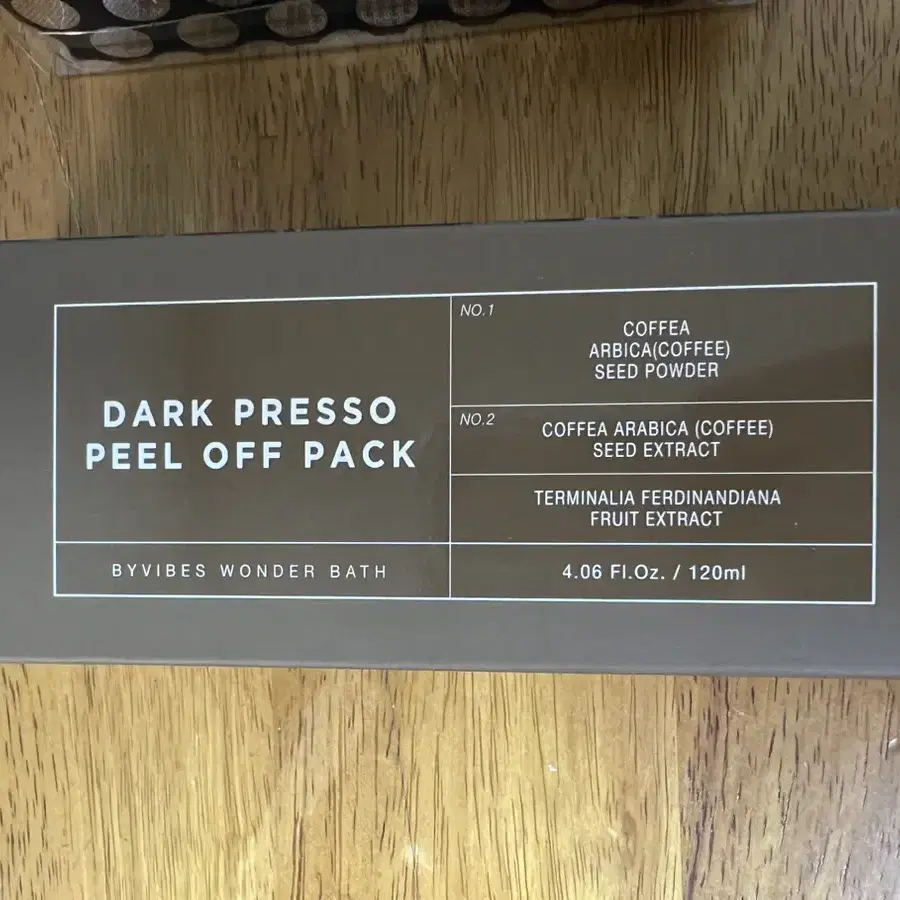 DARK PRESSO
PEEL OFF PACK
BYVIBES WONDER BATH
NO.1
COFFEA
ARBICA(COFFEE)
SEED POWDER
NO.2
COFFEA ARABICA (COFFEE)
SEED EXTRACT
TERMINALIA FERDINANDIANA
FRUIT EXTRACT
4.06 Fl.Oz. / 120ml